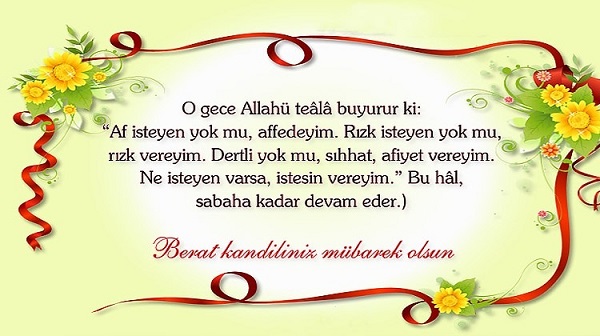 O gece Allahü teâlâ buyurur ki:
“Af isteyen yok mu, affedeyim. Rızk isteyen yok mu,
rızk vereyim. Dertli yok mu, sıhhat, afiyet vereyim.
Ne isteyen varsa, istesin vereyim.” Bu hâl,
sabaha kadar devam eder.)
Berat kandiliniz mübarek olsun